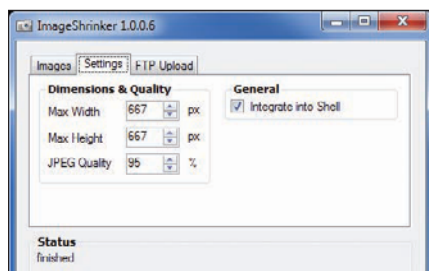 ImageShrinker 1.0.0.6
Images Settings FTP Upload
Dimensions & Quality
Max Width 667 px
Max Height 667 px
JPEG Quality 95 %
General
Integrate into Shell
Status
finished